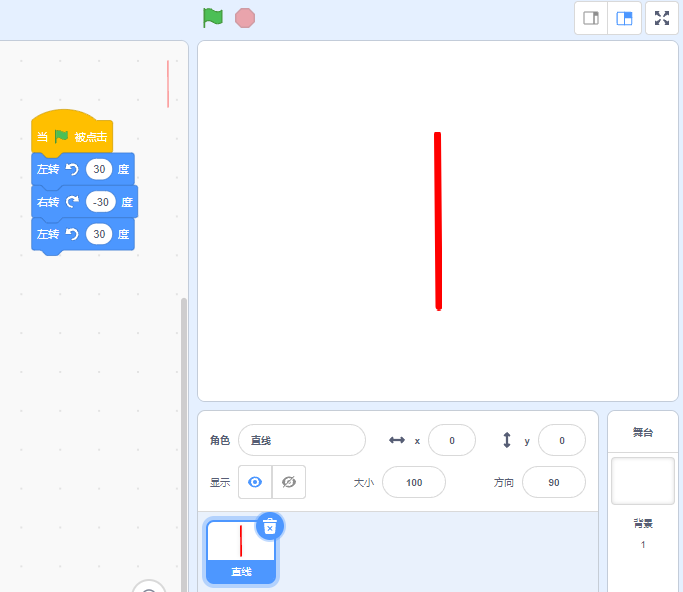 当 被点击
左转 30 度
右转 -30 度
左转 30 度
角色 直线 x 0 y 0
显示 大小 100 方向 90
直线
舞台
背景
1